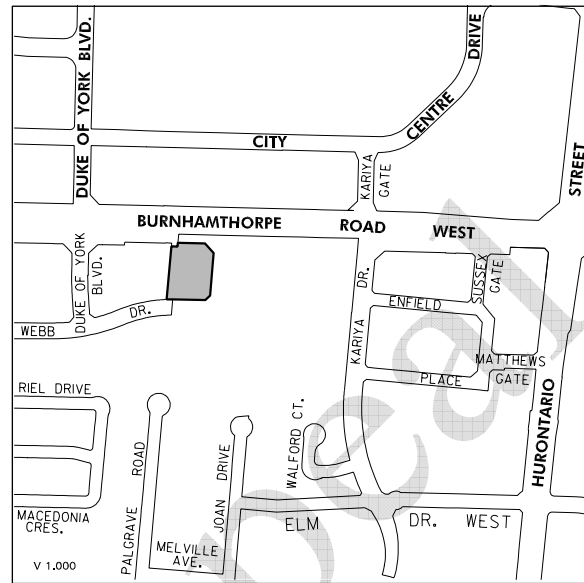 DUKE OF YORK BLVD.
CITY CENTRE DRIVE
KARIYA GATE
STREET
BURNHAMTHORPE ROAD WEST
DUKE OF YORK BLVD.
KARIYA DR.
SUSSEX GATE
ENFIELD
WEBB DR.
MATTHEWS GATE
PLACE
RIEL DRIVE
HURONTARIO
WALFORD CT.
PALGRAVE ROAD
JOAN DRIVE
MACEDONIA
CRES.
ELM DR. WEST
MELVILLE
AVE.
V 1.000